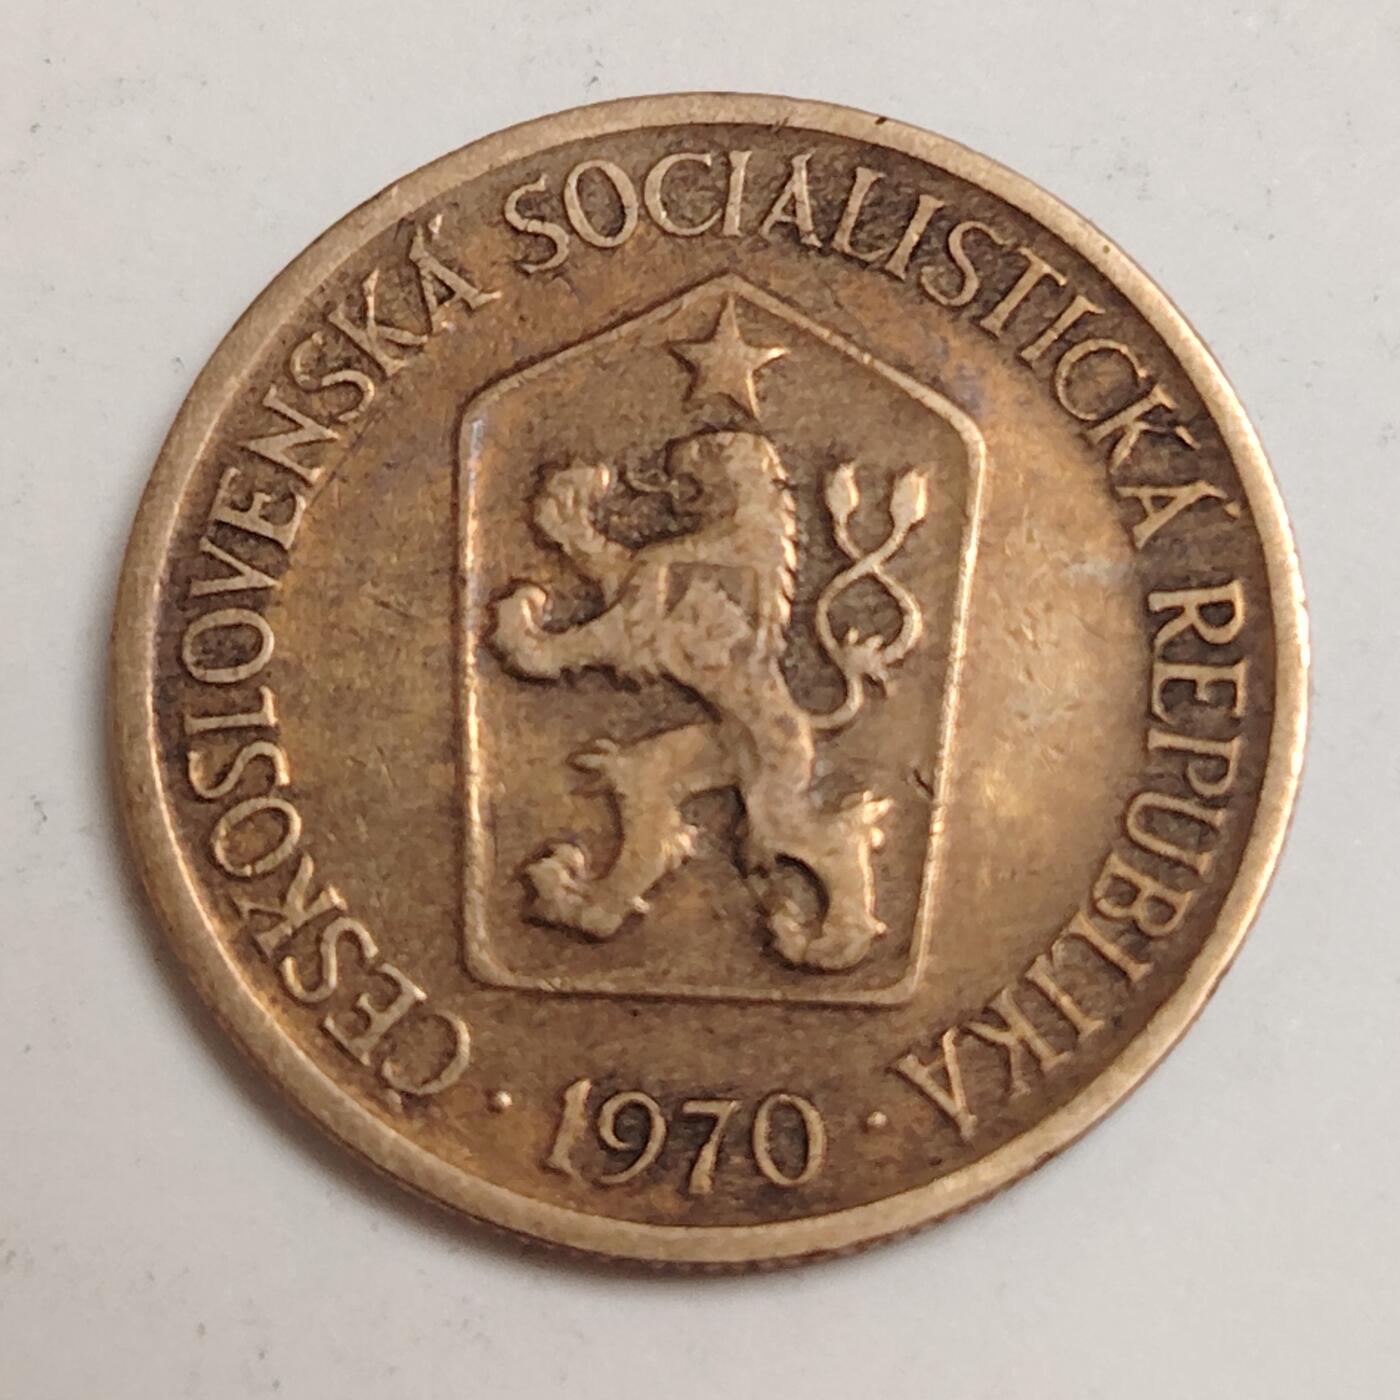 ČESKOSLOVENSKÁ SOCIALISTICKÁ REPUBLIKA
· 1970 ·